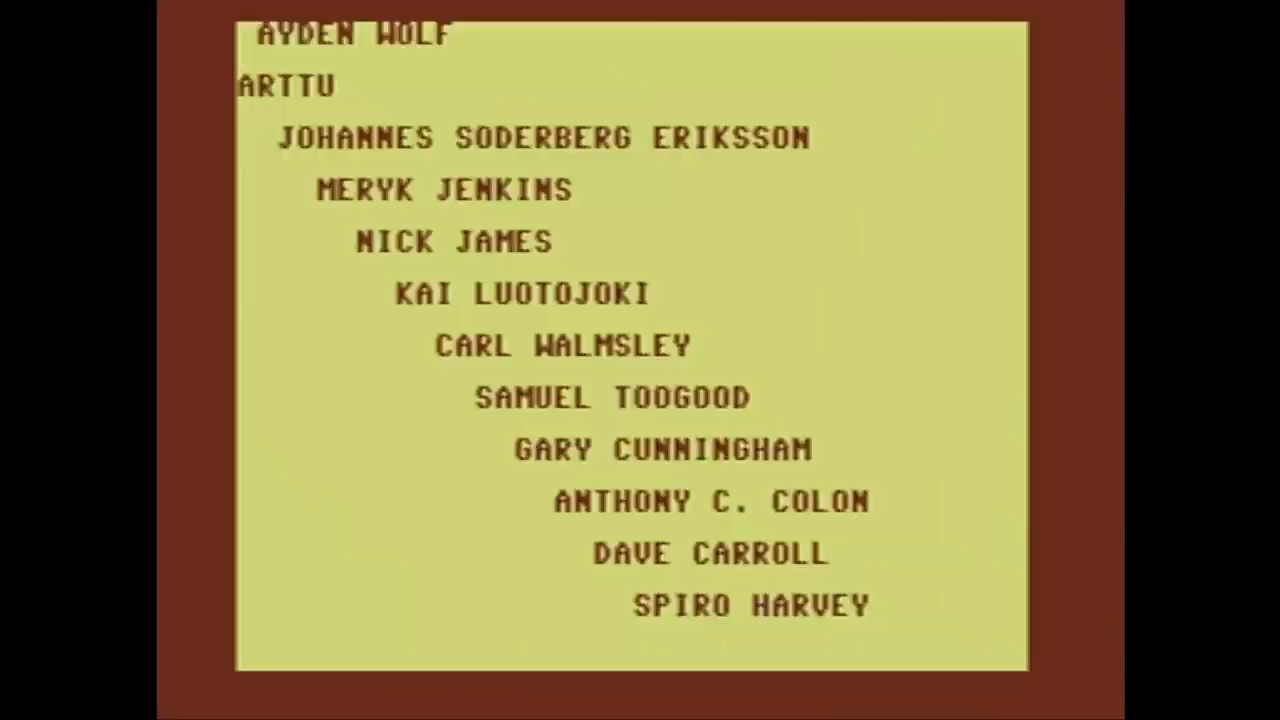 AYDEN WOLF
ARTTU
JOHANNES SODERBERG ERIKSSON
MERYK JENKINS
NICK JAMES
KAI LUOTOJOKI
CARL WALMSLEY
SAMUEL TOOGOOD
GARY CUNNINGHAM
ANTHONY C. COLON
DAVE CARROLL
SPIRO HARVEY